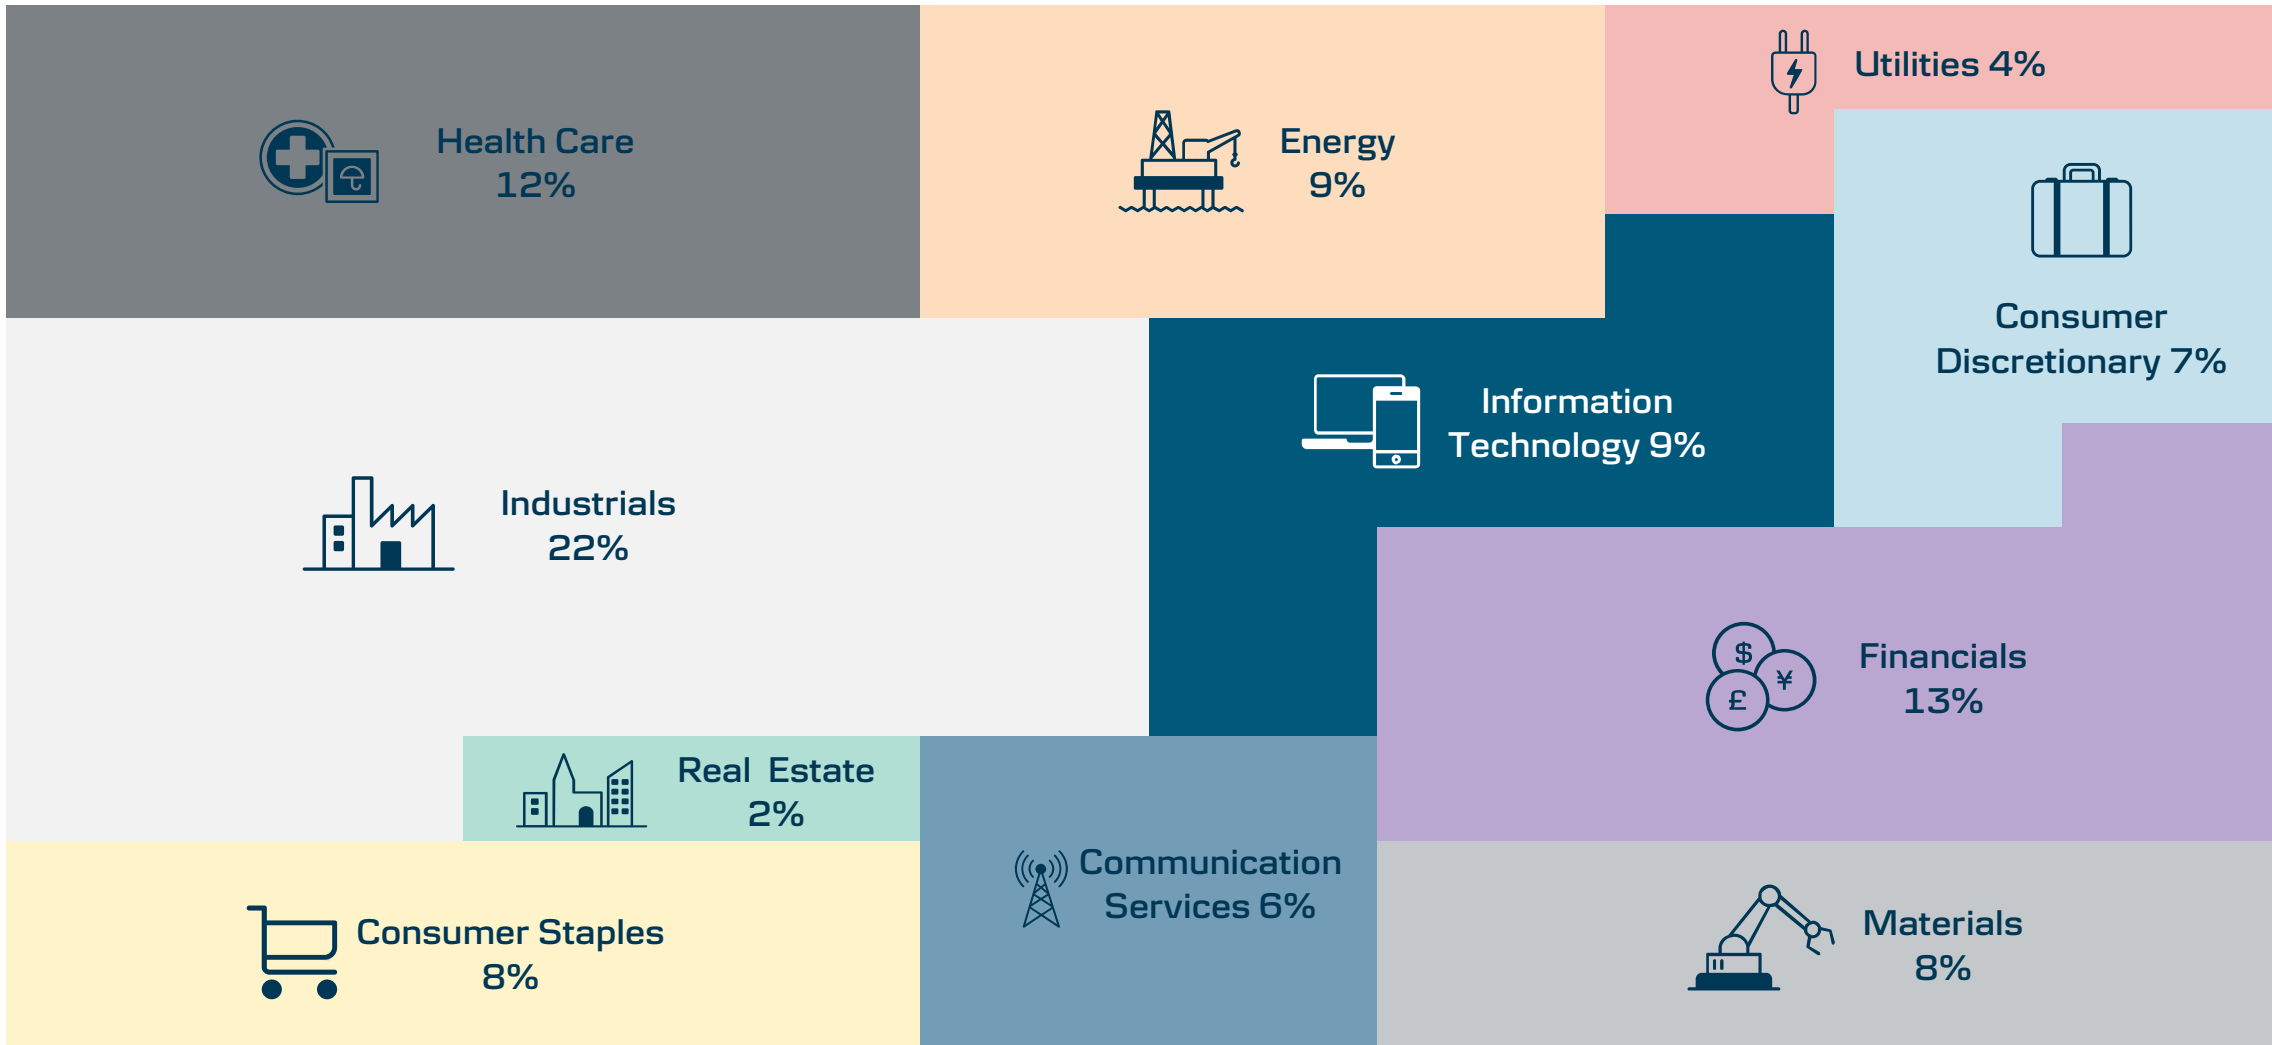 Health Care
12%
Energy
9%
Utilities 4%
Consumer
Discretionary 7%
Information
Technology 9%
Industrials
22%
Financials
13%
$
¥
£
Real Estate
2%
Communication
Services 6%
Consumer Staples
8%
Materials
8%